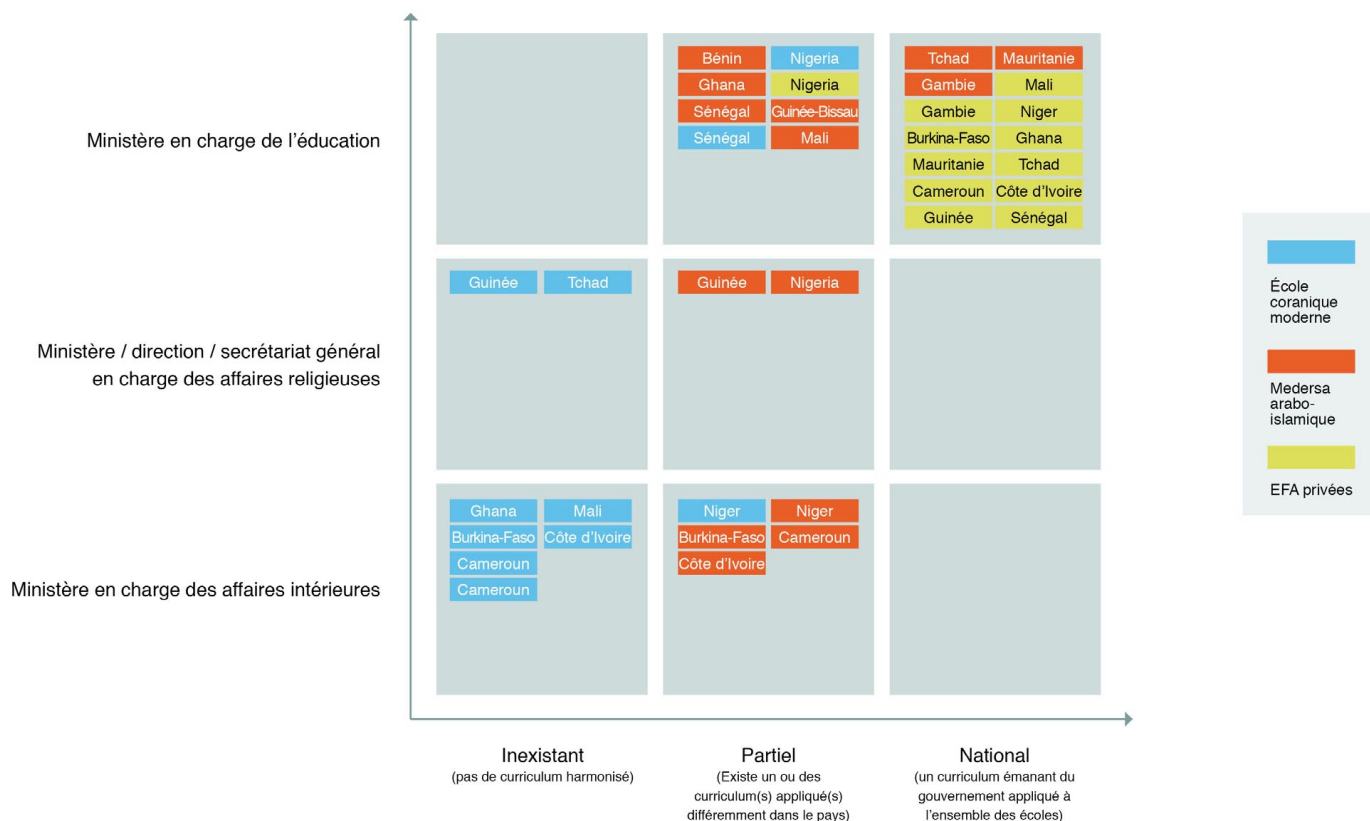 Ministère en charge de l'éducation
Bénin Nigeria
Ghana Nigeria
Sénégal Guinée-Bissau
Sénégal Mali
Tchad Mauritanie
Gambie Mali
Gambie Niger
Burkina-Faso Ghana
Mauritanie Tchad
Cameroun Côte d'Ivoire
Guinée Sénégal
Ministère / direction / secrétariat général
en charge des affaires religieuses
Guinée Tchad
Guinée Nigeria
Ministère en charge des affaires intérieures
Ghana Mali
Burkina-Faso Côte d'Ivoire
Cameroun
Cameroun
Niger Niger
Burkina-Faso Cameroun
Côte d'Ivoire
Inexistant
(pas de curriculum harmonisé)
Partiel
(Existe un ou des
curriculum(s) appliqué(s)
différemment dans le pays)
National
(un curriculum émanant du
gouvernement appliqué à
l'ensemble des écoles)
École
coranique
moderne
Medersa
arabo-
islamique
EFA privées